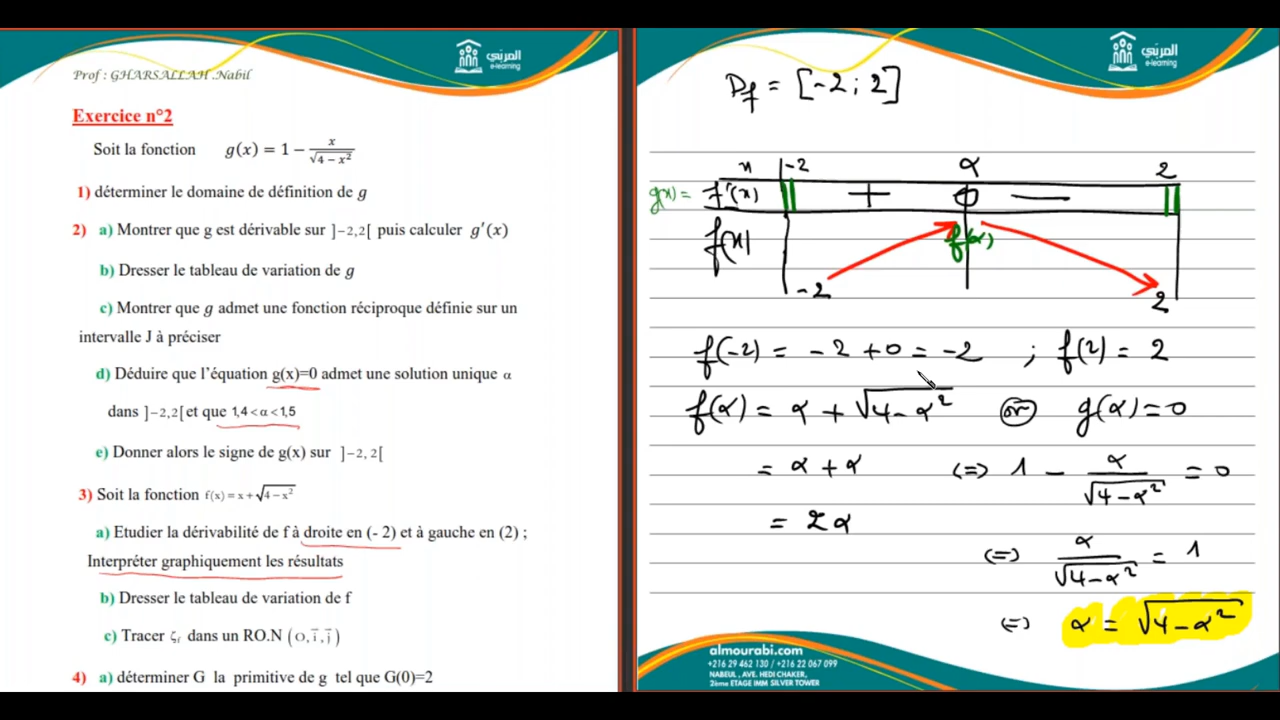 العربي
e-learning
Prof : GHARSALLAH .Nabil
Exercice n°2
Soit la fonction g(x) = 1 − x/√(4 − x²)
1) déterminer le domaine de définition de g
2) a) Montrer que g est dérivable sur ]−2,2[ puis calculer g'(x)
b) Dresser le tableau de variation de g
c) Montrer que g admet une fonction réciproque définie sur un
intervalle J à préciser
d) Déduire que l'équation g(x)=0 admet une solution unique α
dans ]−2,2[ et que 1,4 < α < 1,5
e) Donner alors le signe de g(x) sur ]−2, 2[
3) Soit la fonction f(x) = x + √(4 − x²)
a) Etudier la dérivabilité de f à droite en (- 2) et à gauche en (2) ;
Interpréter graphiquement les résultats
b) Dresser le tableau de variation de f
c) Tracer ζf dans un RO.N (O, i⃗, j⃗)
4) a) déterminer G la primitive de g tel que G(0)=2
العربي
e-learning
Df = [-2 ; 2]
x -2 α 2
g(x) = f'(x) + 0 −
f(x) f(α)
-2 2
f(-2) = -2 + 0 = -2 ; f(2) = 2
f(α) = α + √(4 − α²) or g(α) = 0
= α + α (=) 1 − α/√(4 − α²) = 0
= 2α
(=) α/√(4 − α²) = 1
(=) α = √(4 − α²)
almourabi.com
+216 29 462 130 / +216 22 067 099
NABEUL , AVE. HEDI CHAKER,
2ème ETAGE IMM SILVER TOWER